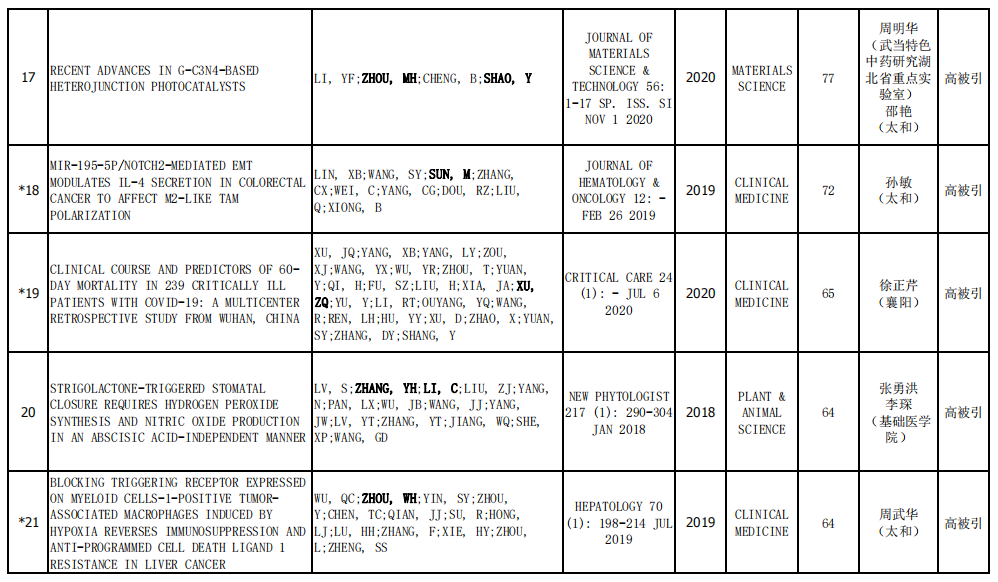 17
RECENT ADVANCES IN G-C3N4-BASED
HETEROJUNCTION PHOTOCATALYSTS
LI, YF;ZHOU, MH;CHENG, B;SHAO, Y
JOURNAL OF
MATERIALS
SCIENCE &
TECHNOLOGY 56:
1-17 SP. ISS. SI
NOV 1 2020
2020
MATERIALS
SCIENCE
77
周明华
（武当特色
中药研究湖
北省重点实
验室）
邵艳
（太和）
高被引
*18
MIR-195-5P/NOTCH2-MEDIATED EMT
MODULATES IL-4 SECRETION IN COLORECTAL
CANCER TO AFFECT M2-LIKE TAM
POLARIZATION
LIN, XB;WANG, SY;SUN, M;ZHANG,
CX;WEI, C;YANG, CG;DOU, RZ;LIU,
Q;XIONG, B
JOURNAL OF
HEMATOLOGY &
ONCOLOGY 12: -
FEB 26 2019
2019
CLINICAL
MEDICINE
72
孙敏
（太和）
高被引
*19
CLINICAL COURSE AND PREDICTORS OF 60-
DAY MORTALITY IN 239 CRITICALLY ILL
PATIENTS WITH COVID-19: A MULTICENTER
RETROSPECTIVE STUDY FROM WUHAN, CHINA
XU, JQ;YANG, XB;YANG, LY;ZOU,
XJ;WANG, YX;WU, YR;ZHOU, T;YUAN,
Y;QI, H;FU, SZ;LIU, H;XIA, JA;XU,
ZQ;YU, Y;LI, RT;OUYANG, YQ;WANG,
R;REN, LH;HU, YY;XU, D;ZHAO, X;YUAN,
SY;ZHANG, DY;SHANG, Y
CRITICAL CARE 24
(1): - JUL 6
2020
2020
CLINICAL
MEDICINE
65
徐正芹
（襄阳）
高被引
20
STRIGOLACTONE-TRIGGERED STOMATAL
CLOSURE REQUIRES HYDROGEN PEROXIDE
SYNTHESIS AND NITRIC OXIDE PRODUCTION
IN AN ABSCISIC ACID-INDEPENDENT MANNER
LV, S;ZHANG, YH;LI, C;LIU, ZJ;YANG,
N;PAN, LX;WU, JB;WANG, JJ;YANG,
JW;LV, YT;ZHANG, YT;JIANG, WQ;SHE,
XP;WANG, GD
NEW PHYTOLOGIST
217 (1): 290-304
JAN 2018
2018
PLANT &
ANIMAL
SCIENCE
64
张勇洪
李琛
（基础医学
院）
高被引
*21
BLOCKING TRIGGERING RECEPTOR EXPRESSED
ON MYELOID CELLS-1-POSITIVE TUMOR-
ASSOCIATED MACROPHAGES INDUCED BY
HYPOXIA REVERSES IMMUNOSUPPRESSION AND
ANTI-PROGRAMMED CELL DEATH LIGAND 1
RESISTANCE IN LIVER CANCER
WU, QC;ZHOU, WH;YIN, SY;ZHOU,
Y;CHEN, TC;QIAN, JJ;SU, R;HONG,
LJ;LU, HH;ZHANG, F;XIE, HY;ZHOU,
L;ZHENG, SS
HEPATOLOGY 70
(1): 198-214 JUL
2019
2019
CLINICAL
MEDICINE
64
周武华
（太和）
高被引